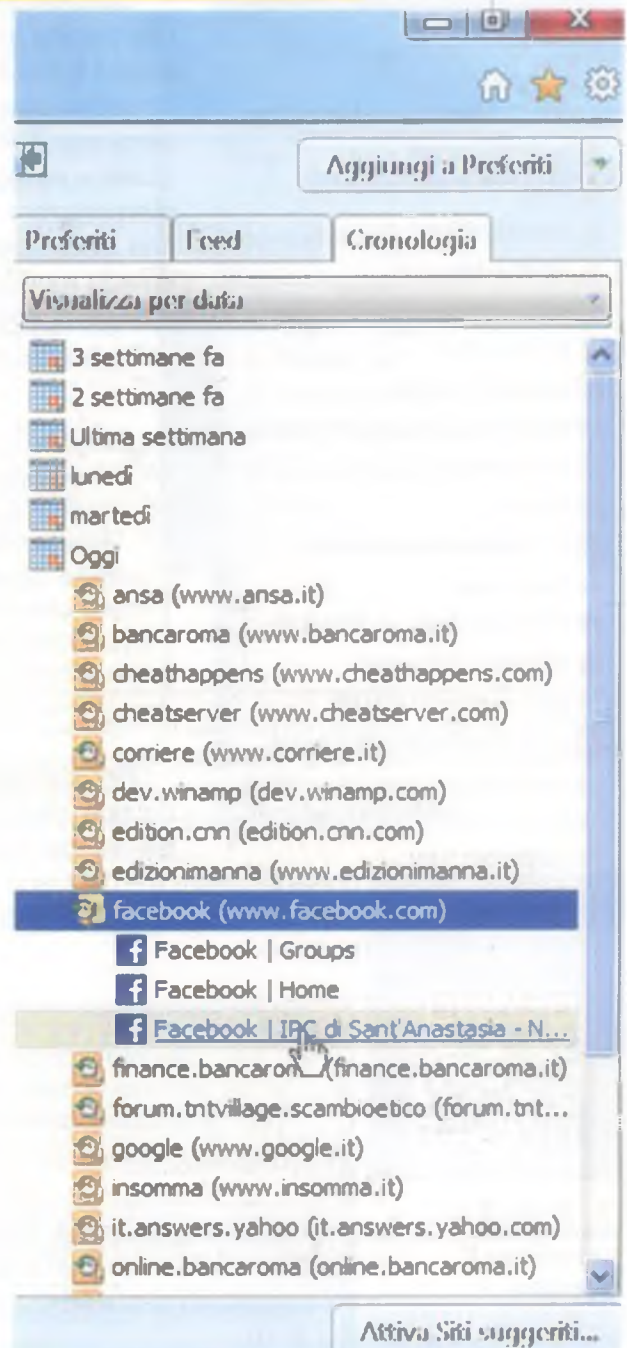 Aggiungi a Preferiti
Preferiti Feed Cronologia
Visualizza per data
3 settimane fa
2 settimane fa
Ultima settimana
lunedì
martedì
Oggi
ansa (www.ansa.it)
bancaroma (www.bancaroma.it)
cheathappens (www.cheathappens.com)
cheatserver (www.cheatserver.com)
corriere (www.corriere.it)
dev.winamp (dev.winamp.com)
edition.cnn (edition.cnn.com)
edizionimanna (www.edizionimanna.it)
facebook (www.facebook.com)
Facebook | Groups
Facebook | Home
Facebook | IPC di Sant'Anastasia - N...
finance.bancarom (finance.bancaroma.it)
forum.tntvillage.scambioetico (forum.tnt...
google (www.google.it)
insomma (www.insomma.it)
it.answers.yahoo (it.answers.yahoo.com)
online.bancaroma (online.bancaroma.it)
Attiva Siti suggeriti...